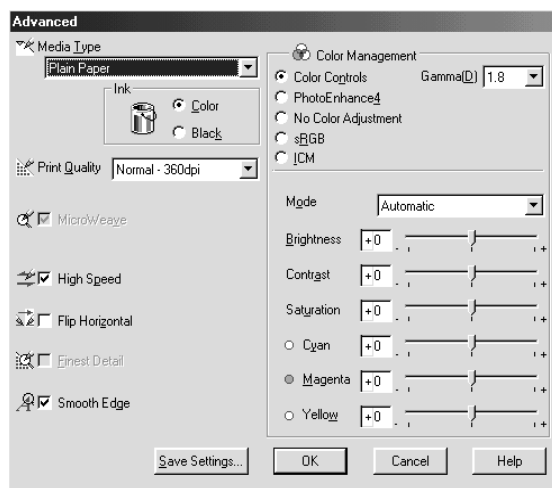 Advanced
Media Type
Plain Paper
Ink
Color
Black
Print Quality Normal - 360dpi
MicroWeave
High Speed
Flip Horizontal
Finest Detail
Smooth Edge
Color Management
Color Controls Gamma(D) 1.8
PhotoEnhance4
No Color Adjustment
sRGB
ICM
Mode Automatic
Brightness +0 - +
Contrast +0 - +
Saturation +0 - +
Cyan +0 - +
Magenta +0 - +
Yellow +0 - +
Save Settings... OK Cancel Help